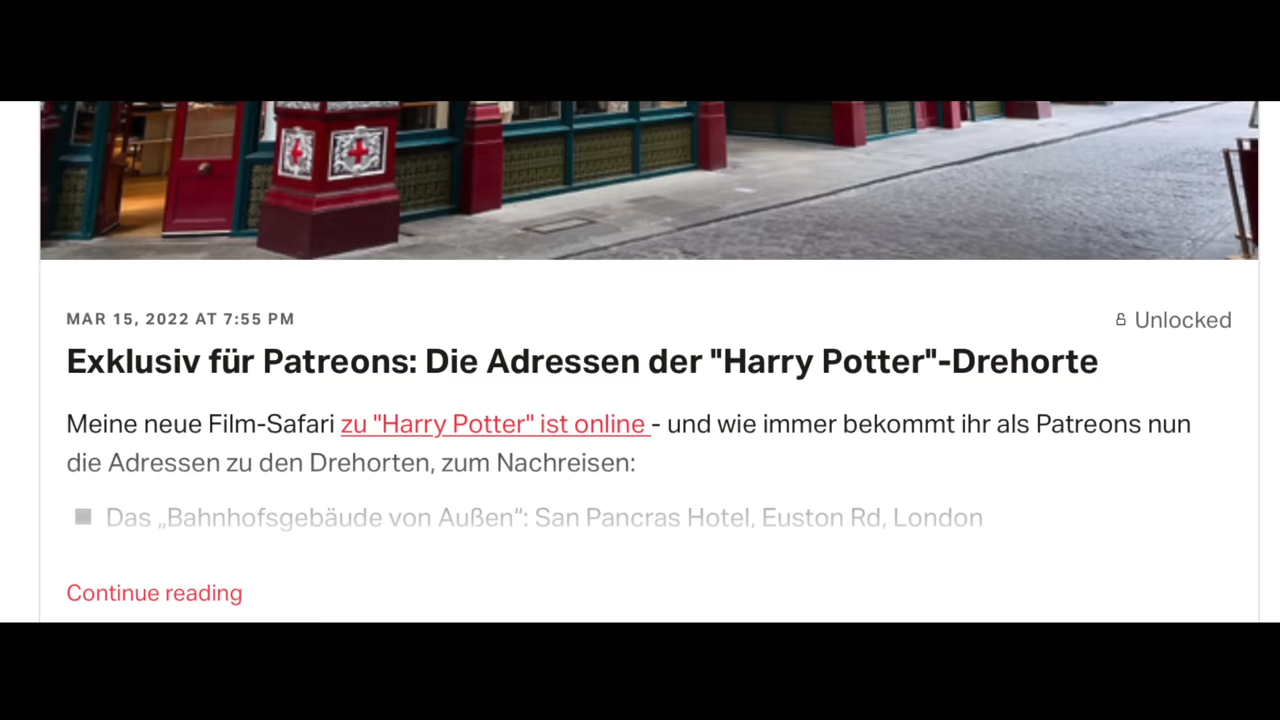 MAR 15, 2022 AT 7:55 PM
Unlocked
Exklusiv für Patreons: Die Adressen der "Harry Potter"-Drehorte
Meine neue Film-Safari zu "Harry Potter" ist online - und wie immer bekommt ihr als Patreons nun
die Adressen zu den Drehorten, zum Nachreisen:
Das „Bahnhofsgebäude von Außen“: San Pancras Hotel, Euston Rd, London
Continue reading